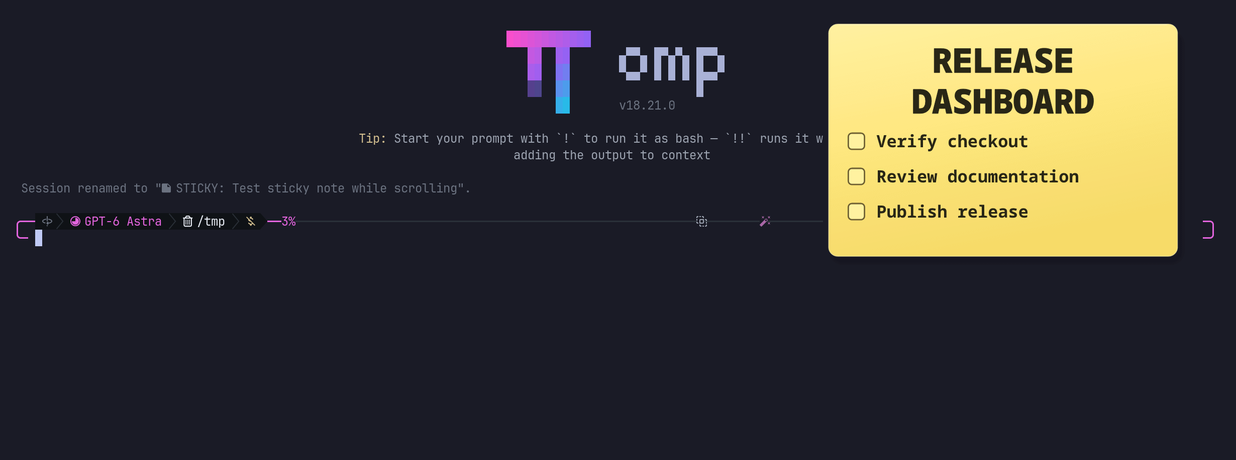 omp
v18.21.0
Tip: Start your prompt with `!` to run it as bash — `!!` runs it w
adding the output to context
Session renamed to "STICKY: Test sticky note while scrolling".
GPT-6 Astra /tmp 3%
RELEASE
DASHBOARD
Verify checkout
Review documentation
Publish release